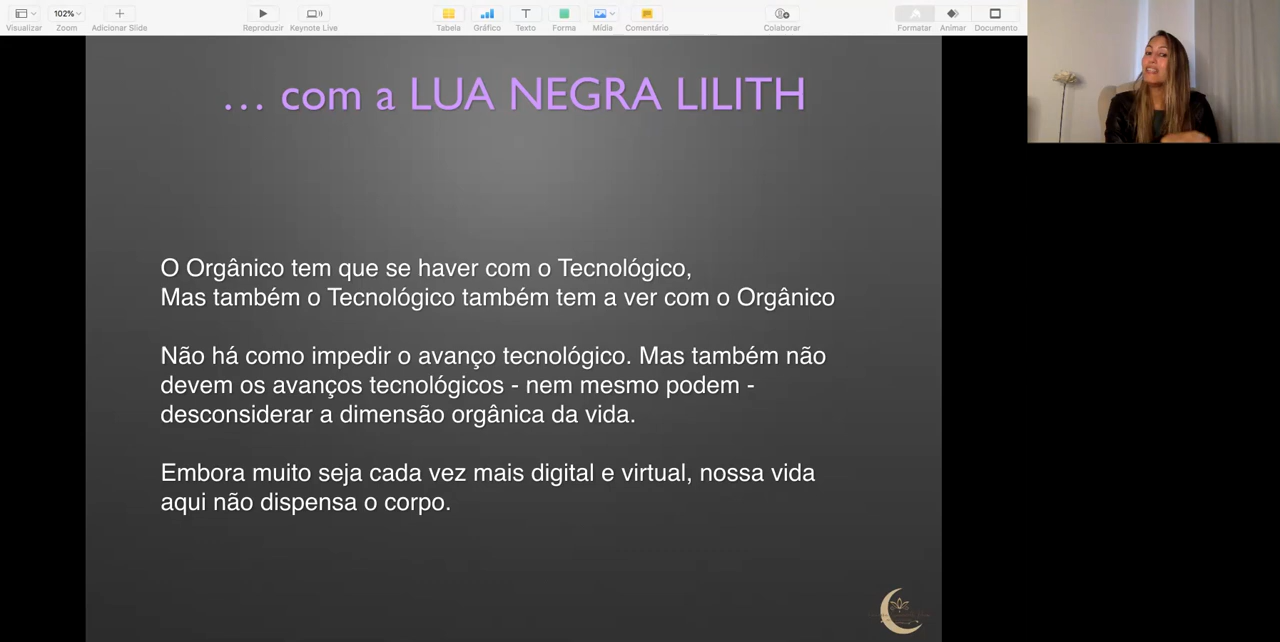 Visualizar
102%
Zoom
Adicionar Slide
Reproduzir
Keynote Live
Tabela
Gráfico
Texto
Forma
Mídia
Comentário
Colaborar
Formatar
Animar
Documento
... com a LUA NEGRA LILITH
O Orgânico tem que se haver com o Tecnológico,
Mas também o Tecnológico também tem a ver com o Orgânico
Não há como impedir o avanço tecnológico. Mas também não
devem os avanços tecnológicos - nem mesmo podem -
desconsiderar a dimensão orgânica da vida.
Embora muito seja cada vez mais digital e virtual, nossa vida
aqui não dispensa o corpo.